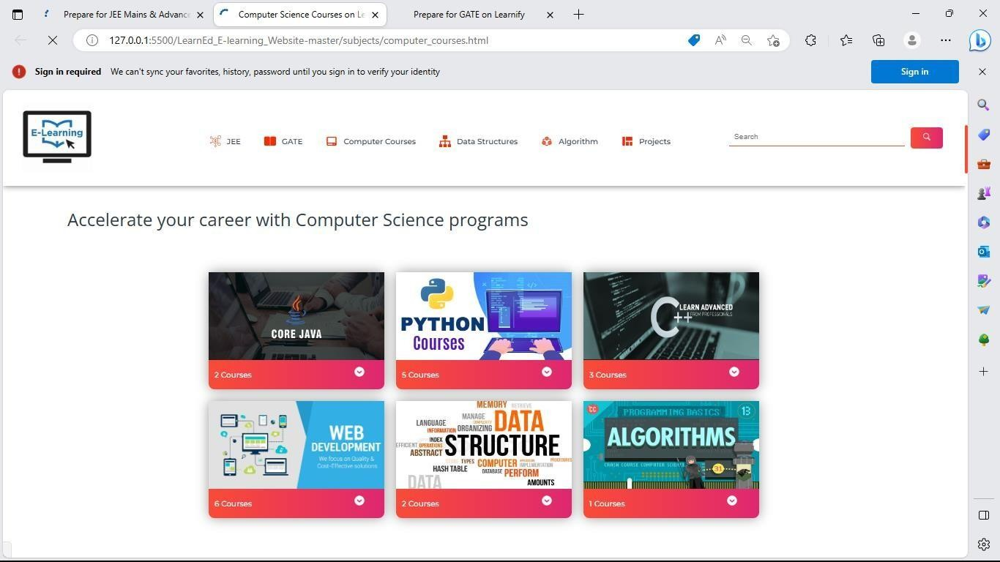 Prepare for JEE Mains & Advance
Computer Science Courses on Le
Prepare for GATE on Learnify
127.0.0.1:5500/LearnEd_E-learning_Website-master/subjects/computer_courses.html
Sign in required We can't sync your favorites, history, password until you sign in to verify your identity
Sign in
E-Learning
JEE
GATE
Computer Courses
Data Structures
Algorithm
Projects
Search
Accelerate your career with Computer Science programs
CORE JAVA
2 Courses
PYTHON
Courses
5 Courses
C++
LEARN ADVANCED
FROM PROFESSIONALS
3 Courses
WEB
DEVELOPMENT
We focus on Quality &
Cost-Effective solutions
6 Courses
MEMORY RETRIEVE
MANAGE
LANGUAGE
COMPLEXITY
INFORMATION ORGANIZING
DATA
INDEX
EFFICIENT OPERATIONS
STRUCTURE
ABSTRACT
TYPES COMPUTER
IMPLEMENTATION
PROCEDURES
HASH TABLE
DATABASE PERFORM
DATA
AMOUNTS
2 Courses
CC
PROGRAMMING BASICS
13
ALGORITHMS
CRASH COURSE COMPUTER SCIENCE
31
1 Courses